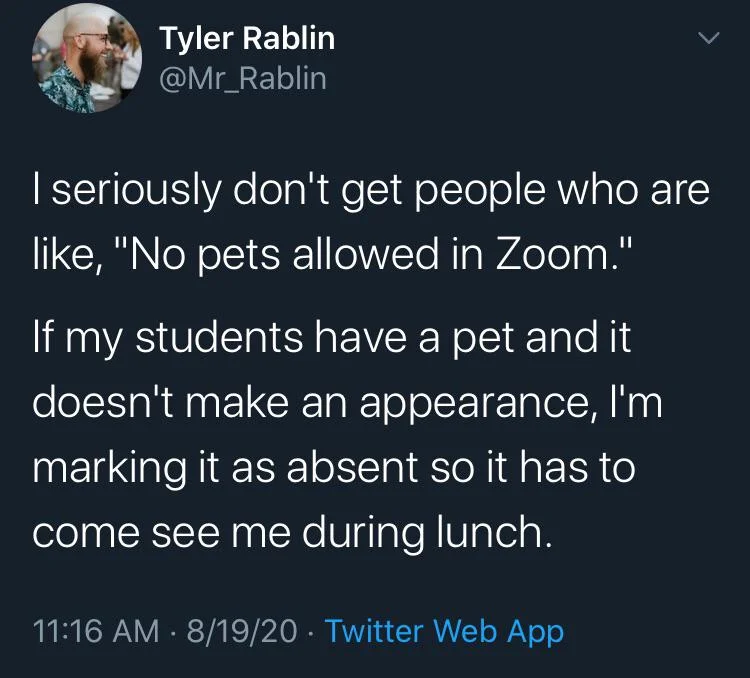 Tyler Rablin
@Mr_Rablin
I seriously don't get people who are
like, "No pets allowed in Zoom."
If my students have a pet and it
doesn't make an appearance, I'm
marking it as absent so it has to
come see me during lunch.
11:16 AM · 8/19/20 · Twitter Web App